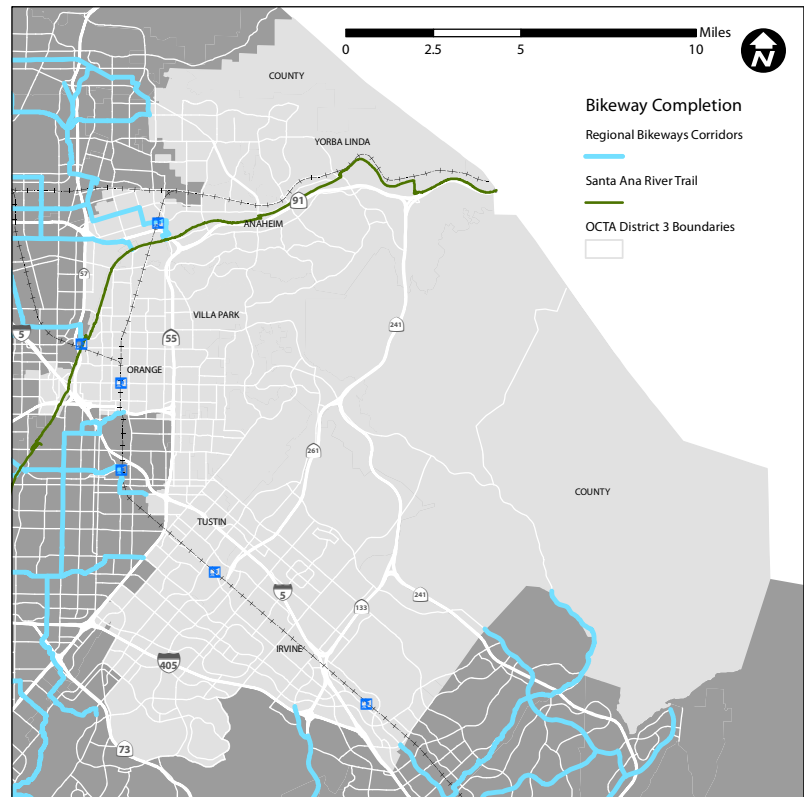 Miles
0 2.5 5 10
N
COUNTY
Bikeway Completion
Regional Bikeways Corridors
YORBA LINDA
Santa Ana River Trail
91
ANAHEIM
OCTA District 3 Boundaries
57
VILLA PARK
241
5
55
ORANGE
261
COUNTY
TUSTIN
5
241
133
IRVINE
405
73